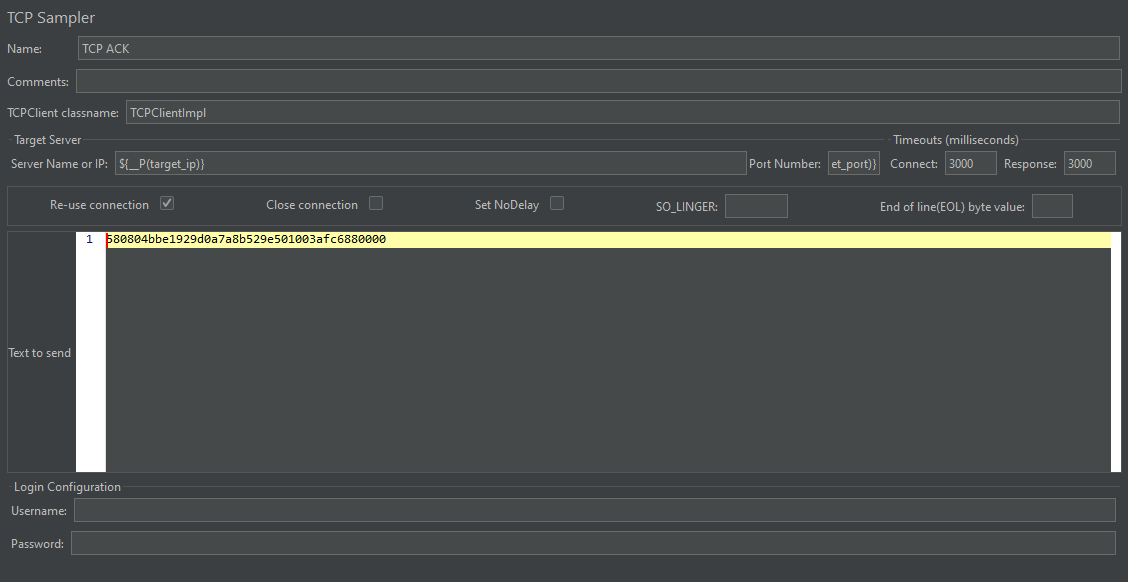 TCP Sampler
Name: TCP ACK
Comments:
TCPClient classname: TCPClientImpl
Target Server Timeouts (milliseconds)
Server Name or IP: ${__P(target_ip)} Port Number: et_port)} Connect: 3000 Response: 3000
Re-use connection Close connection Set NoDelay SO_LINGER: End of line(EOL) byte value:
1 580804bbe1929d0a7a8b529e501003afc6880000
Text to send
Login Configuration
Username:
Password: